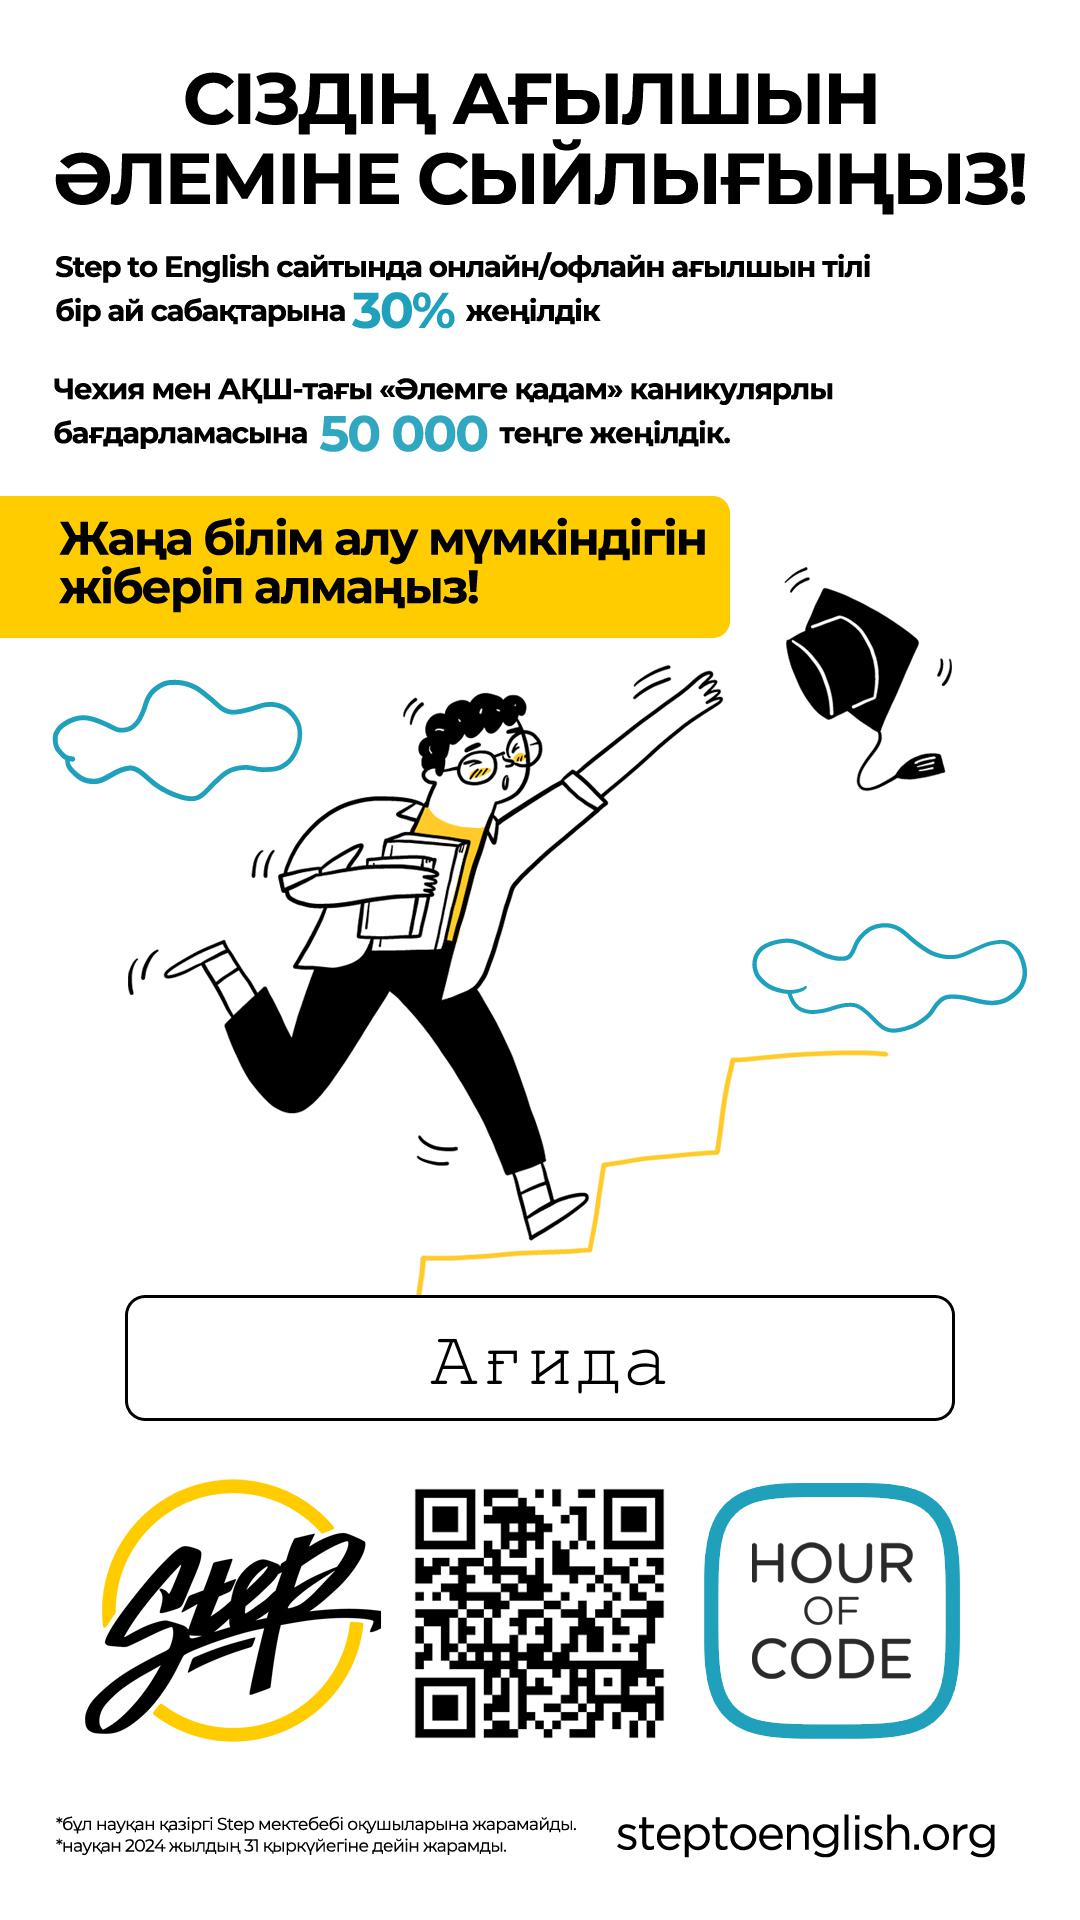 СІЗДІҢ АҒЫЛШЫН
ӘЛЕМІНЕ СЫЙЛЫҒЫҢЫЗ!
Step to English сайтында онлайн/офлайн ағылшын тілі
бір ай сабақтарына 30% жеңілдік
Чехия мен АҚШ-тағы «Әлемге қадам» каникулярлы
бағдарламасына 50 000 теңге жеңілдік.
Жаңа білім алу мүмкіндігін
жіберіп алмаңыз!
Ағида
Step
HOUR
OF
CODE
*бұл науқан қазіргі Step мектебебі оқушыларына жарамайды.
*науқан 2024 жылдың 31 қыркүйегіне дейін жарамды.
steptoenglish.org